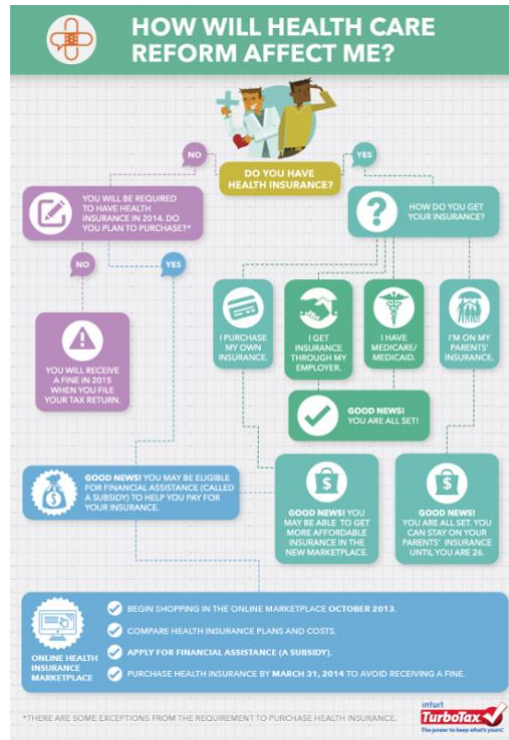 HOW WILL HEALTH CARE
REFORM AFFECT ME?
NO
YES
DO YOU HAVE
HEALTH INSURANCE?
YOU WILL BE REQUIRED
TO HAVE HEALTH
INSURANCE IN 2014. DO
YOU PLAN TO PURCHASE?*
HOW DO YOU GET
YOUR INSURANCE?
NO
YES
I PURCHASE
MY OWN
INSURANCE.
I GET
INSURANCE
THROUGH MY
EMPLOYER.
I HAVE
MEDICARE/
MEDICAID.
I'M ON MY
PARENTS'
INSURANCE.
YOU WILL RECEIVE
A FINE IN 2015
WHEN YOU FILE
YOUR TAX RETURN.
GOOD NEWS!
YOU ARE ALL SET!
GOOD NEWS! YOU MAY BE ELIGIBLE
FOR FINANCIAL ASSISTANCE (CALLED
A SUBSIDY) TO HELP YOU PAY FOR
YOUR INSURANCE.
GOOD NEWS! YOU
MAY BE ABLE TO GET
MORE AFFORDABLE
INSURANCE IN THE
NEW MARKETPLACE.
GOOD NEWS!
YOU ARE ALL SET. YOU
CAN STAY ON YOUR
PARENTS' INSURANCE
UNTIL YOU ARE 26.
ONLINE HEALTH
INSURANCE
MARKETPLACE
BEGIN SHOPPING IN THE ONLINE MARKETPLACE OCTOBER 2013.
COMPARE HEALTH INSURANCE PLANS AND COSTS.
APPLY FOR FINANCIAL ASSISTANCE (A SUBSIDY).
PURCHASE HEALTH INSURANCE BY MARCH 31, 2014 TO AVOID RECEIVING A FINE.
*THERE ARE SOME EXCEPTIONS FROM THE REQUIREMENT TO PURCHASE HEALTH INSURANCE.
intuit
TurboTax
The power to keep what's yours.